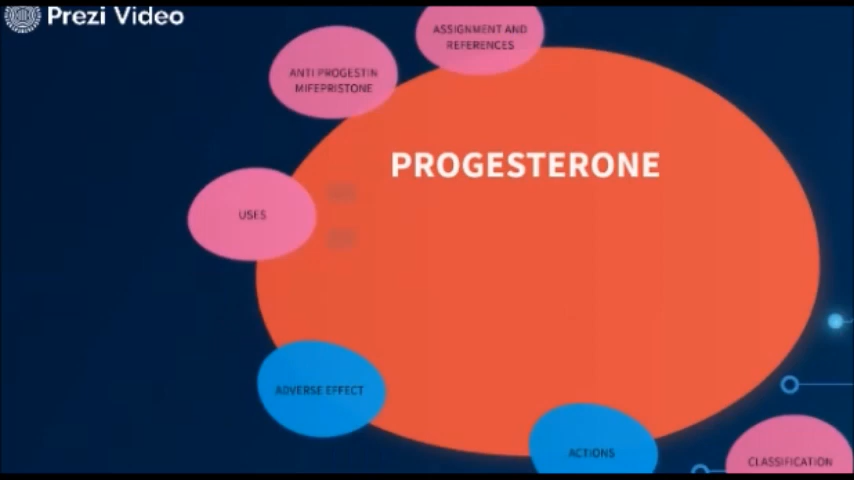 Prezi Video
ASSIGNMENT AND
REFERENCES
ANTI PROGESTIN
MIFEPRISTONE
PROGESTERONE
USES
ADVERSE EFFECT
ACTIONS
CLASSIFICATION